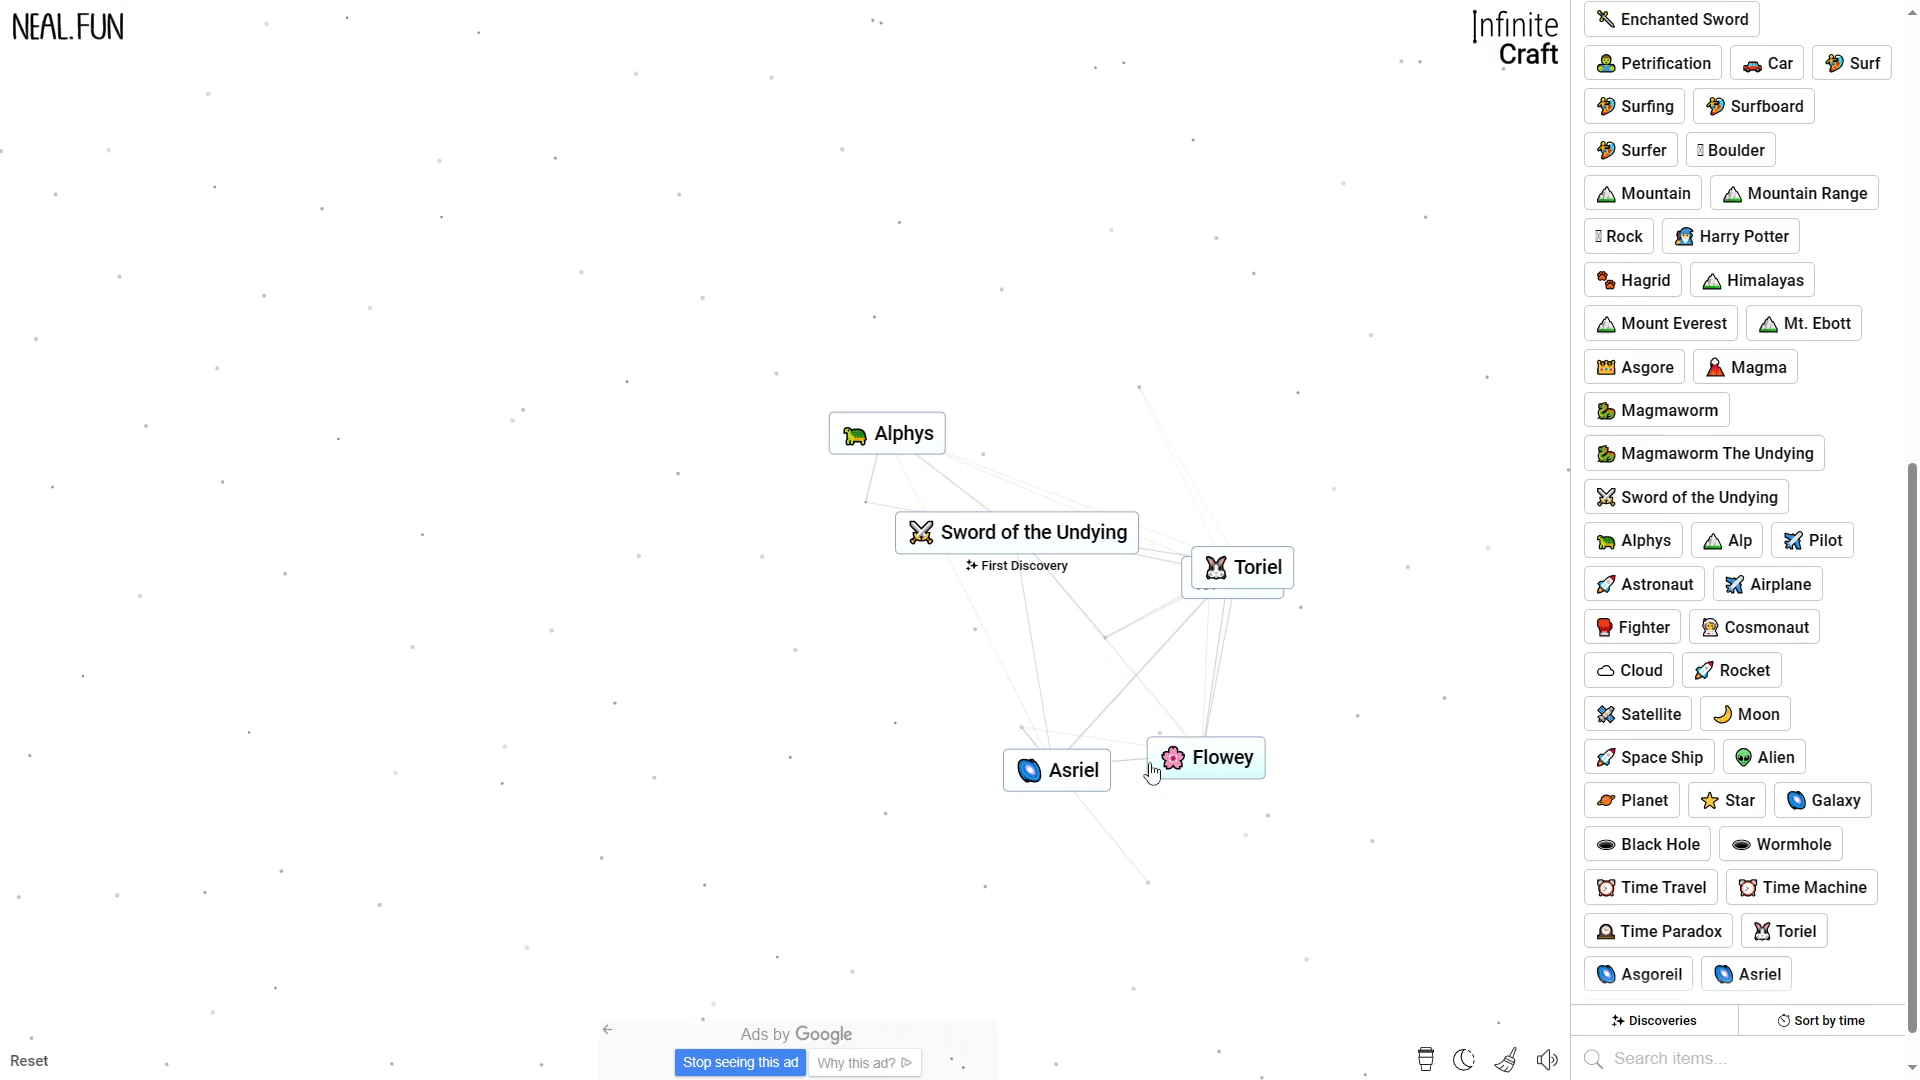 NEAL.FUN
Infinite
Craft
Alphys
Sword of the Undying
First Discovery
Toriel
Asriel
Flowey
Enchanted Sword
Petrification
Car
Surf
Surfing
Surfboard
Surfer
Boulder
Mountain
Mountain Range
Rock
Harry Potter
Hagrid
Himalayas
Mount Everest
Mt. Ebott
Asgore
Magma
Magmaworm
Magmaworm The Undying
Sword of the Undying
Alphys
Alp
Pilot
Astronaut
Airplane
Fighter
Cosmonaut
Cloud
Rocket
Satellite
Moon
Space Ship
Alien
Planet
Star
Galaxy
Black Hole
Wormhole
Time Travel
Time Machine
Time Paradox
Toriel
Asgoreil
Asriel
Discoveries
Sort by time
Search items...
Ads by Google
Stop seeing this ad
Why this ad?
Reset